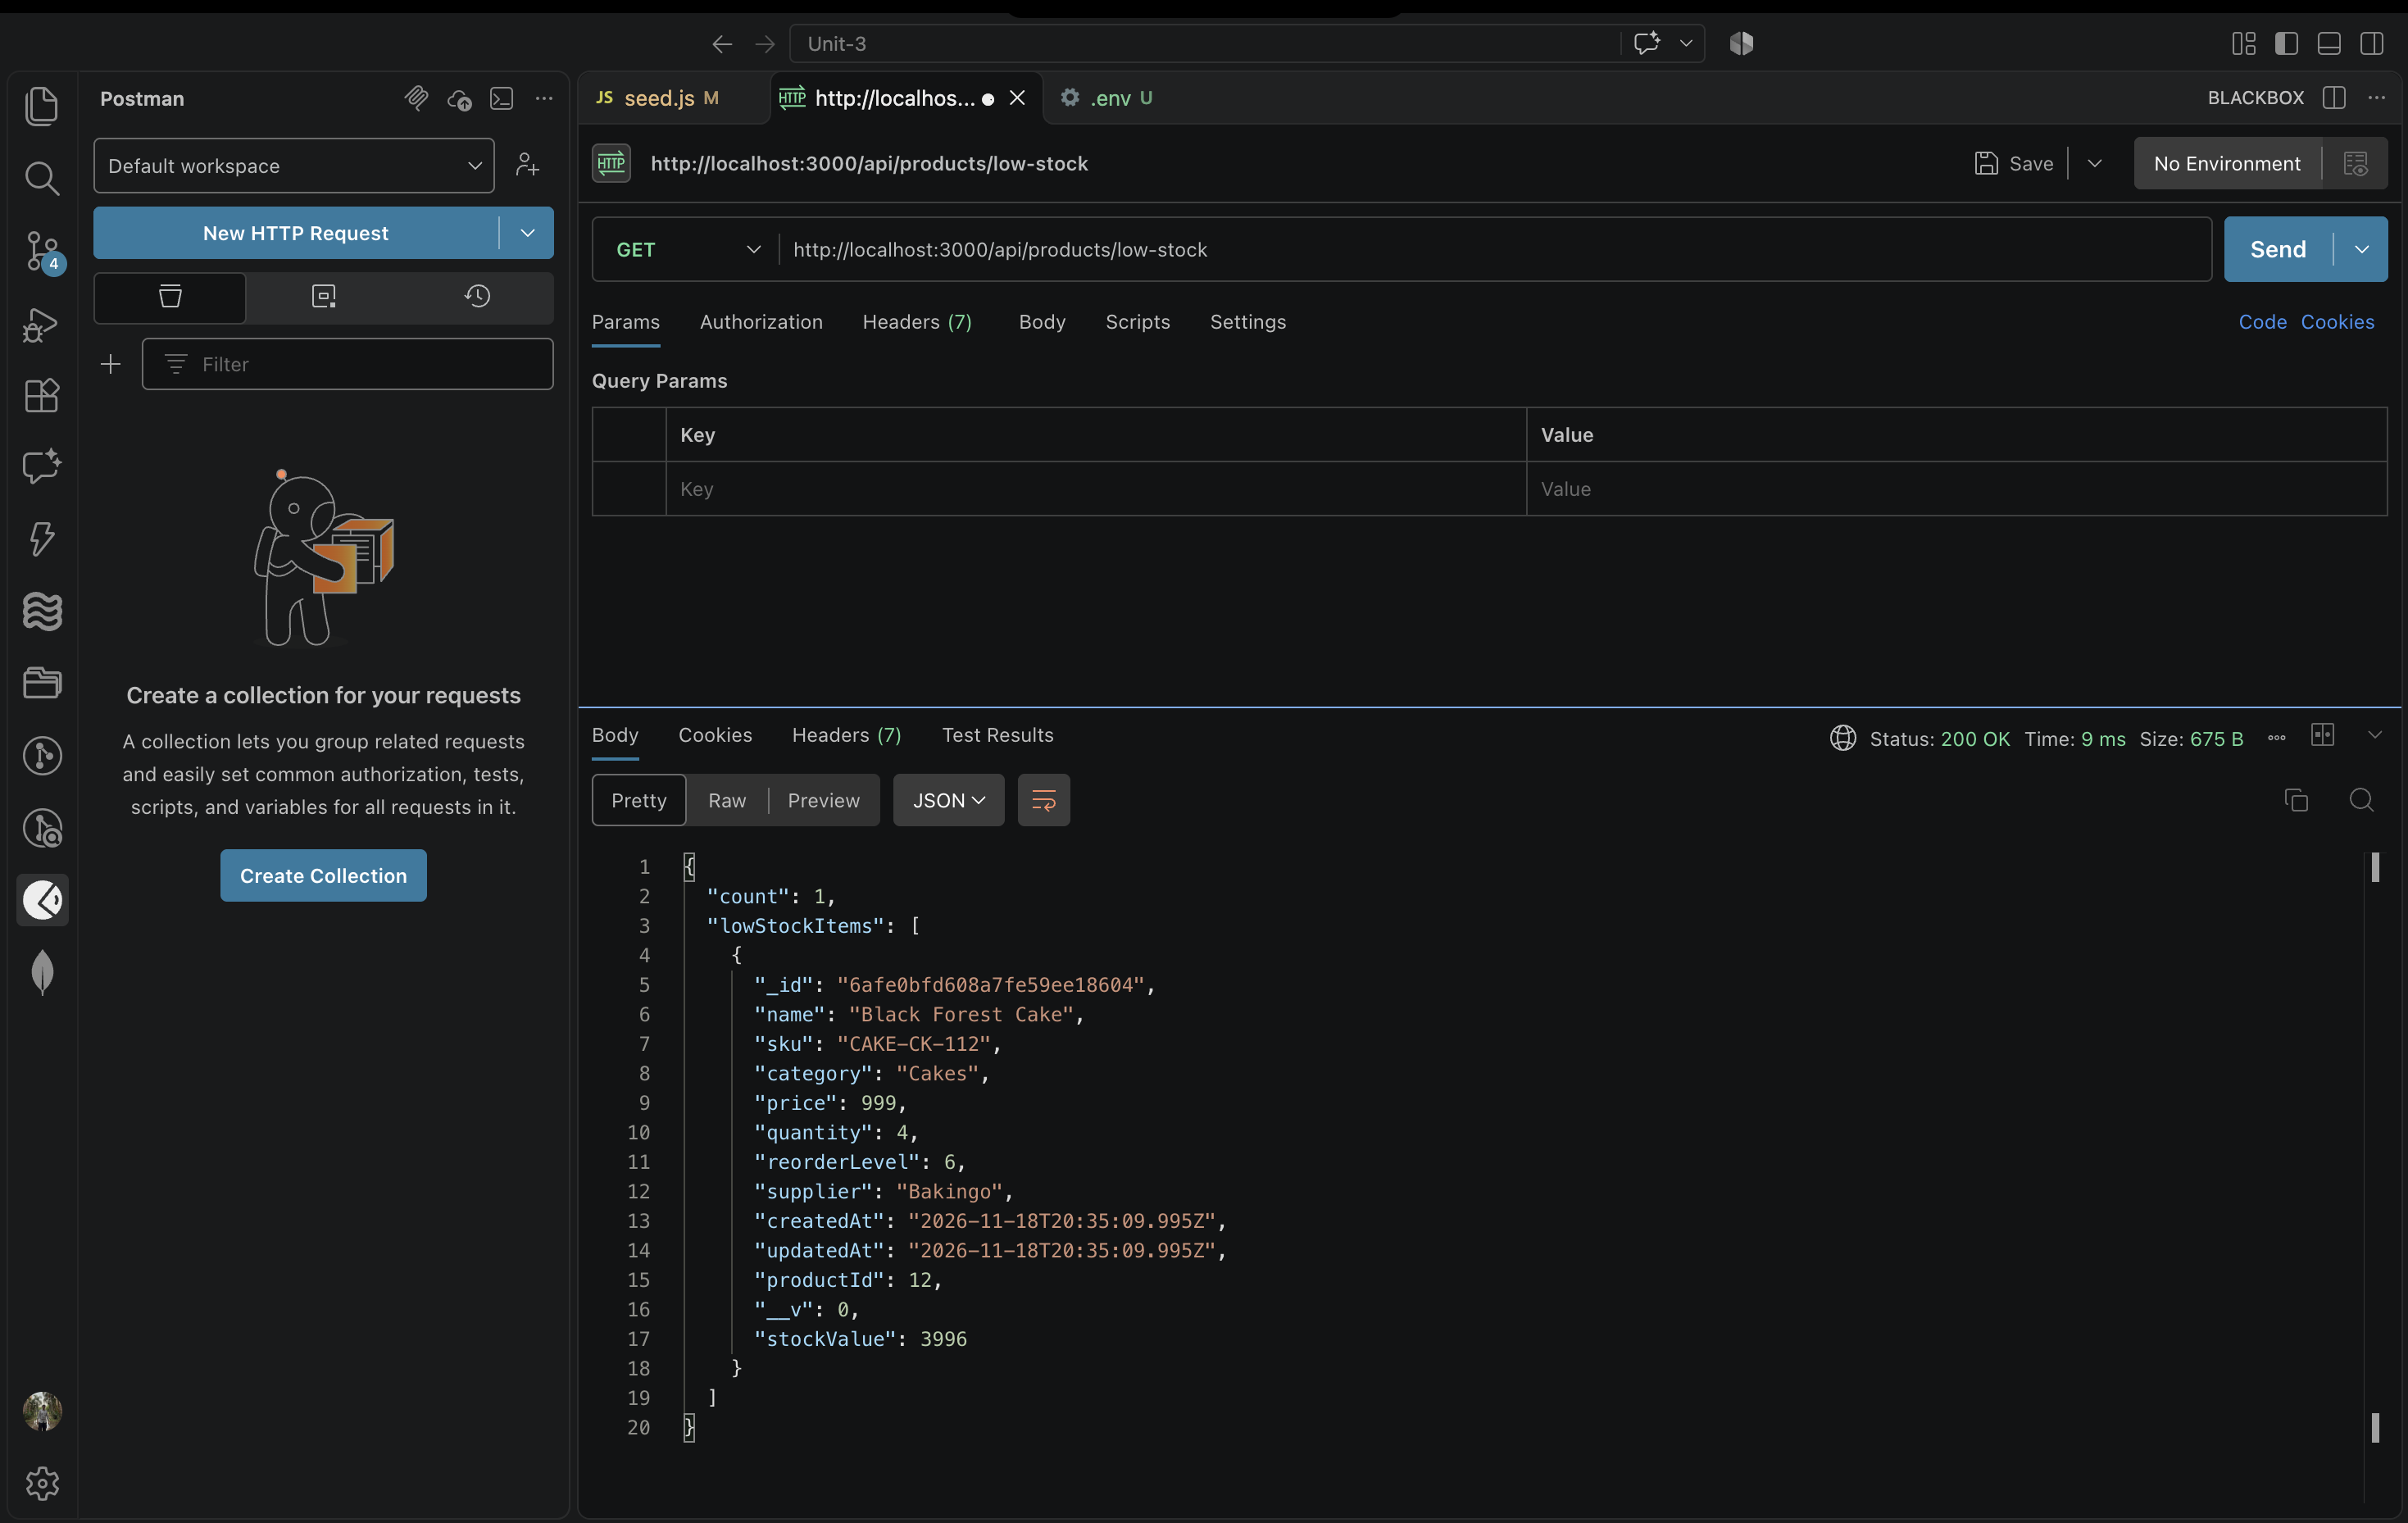 Unit-3
Postman
JS seed.js M
HTTP http://localhos...
.env U
BLACKBOX
Default workspace
HTTP http://localhost:3000/api/products/low-stock
Save
No Environment
New HTTP Request
GET
http://localhost:3000/api/products/low-stock
Send
4
Params Authorization Headers (7) Body Scripts Settings
Code Cookies
Filter
Query Params
Key Value
Key Value
Create a collection for your requests
A collection lets you group related requests
and easily set common authorization, tests,
scripts, and variables for all requests in it.
Create Collection
Body Cookies Headers (7) Test Results
Status: 200 OK Time: 9 ms Size: 675 B
Pretty Raw Preview JSON
1 {
2 "count": 1,
3 "lowStockItems": [
4 {
5 "_id": "6afe0bfd608a7fe59ee18604",
6 "name": "Black Forest Cake",
7 "sku": "CAKE-CK-112",
8 "category": "Cakes",
9 "price": 999,
10 "quantity": 4,
11 "reorderLevel": 6,
12 "supplier": "Bakingo",
13 "createdAt": "2026-11-18T20:35:09.995Z",
14 "updatedAt": "2026-11-18T20:35:09.995Z",
15 "productId": 12,
16 "__v": 0,
17 "stockValue": 3996
18 }
19 ]
20 }